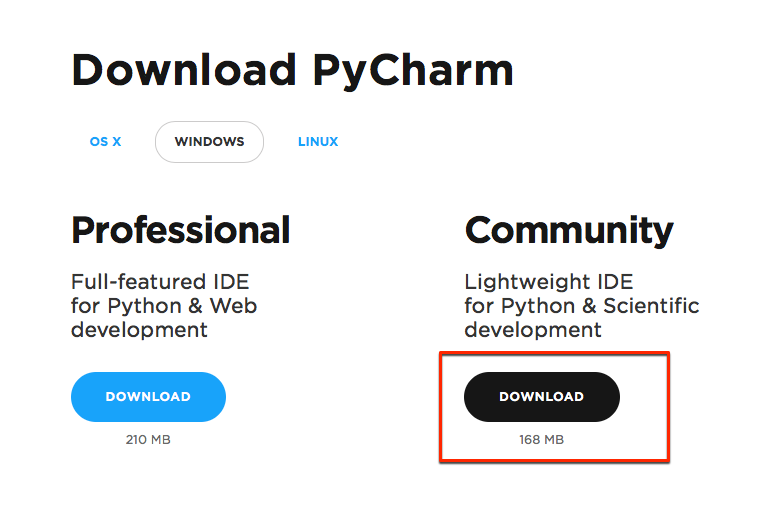 Download PyCharm
OS X
WINDOWS
LINUX
Professional
Full-featured IDE
for Python & Web
development
DOWNLOAD
210 MB
Community
Lightweight IDE
for Python & Scientific
development
DOWNLOAD
168 MB